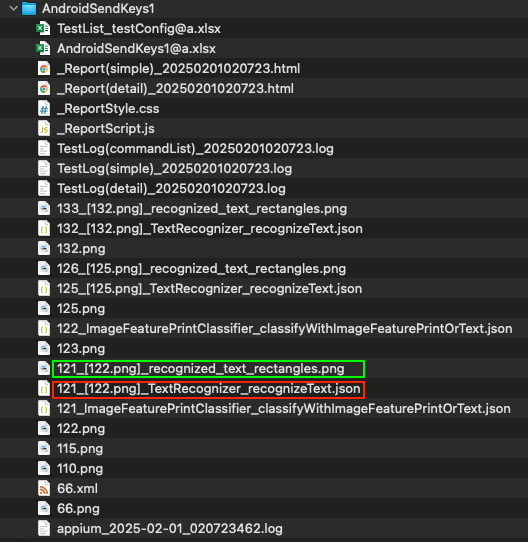 AndroidSendKeys1
TestList_testConfig@a.xlsx
AndroidSendKeys1@a.xlsx
_Report(simple)_20250201020723.html
_Report(detail)_20250201020723.html
_ReportStyle.css
_ReportScript.js
TestLog(commandList)_20250201020723.log
TestLog(simple)_20250201020723.log
TestLog(detail)_20250201020723.log
133_[132.png]_recognized_text_rectangles.png
132_[132.png]_TextRecognizer_recognizeText.json
132.png
126_[125.png]_recognized_text_rectangles.png
125_[125.png]_TextRecognizer_recognizeText.json
125.png
122_ImageFeaturePrintClassifier_classifyWithImageFeaturePrintOrText.json
123.png
121_[122.png]_recognized_text_rectangles.png
121_[122.png]_TextRecognizer_recognizeText.json
121_ImageFeaturePrintClassifier_classifyWithImageFeaturePrintOrText.json
122.png
115.png
110.png
66.xml
66.png
appium_2025-02-01_020723462.log